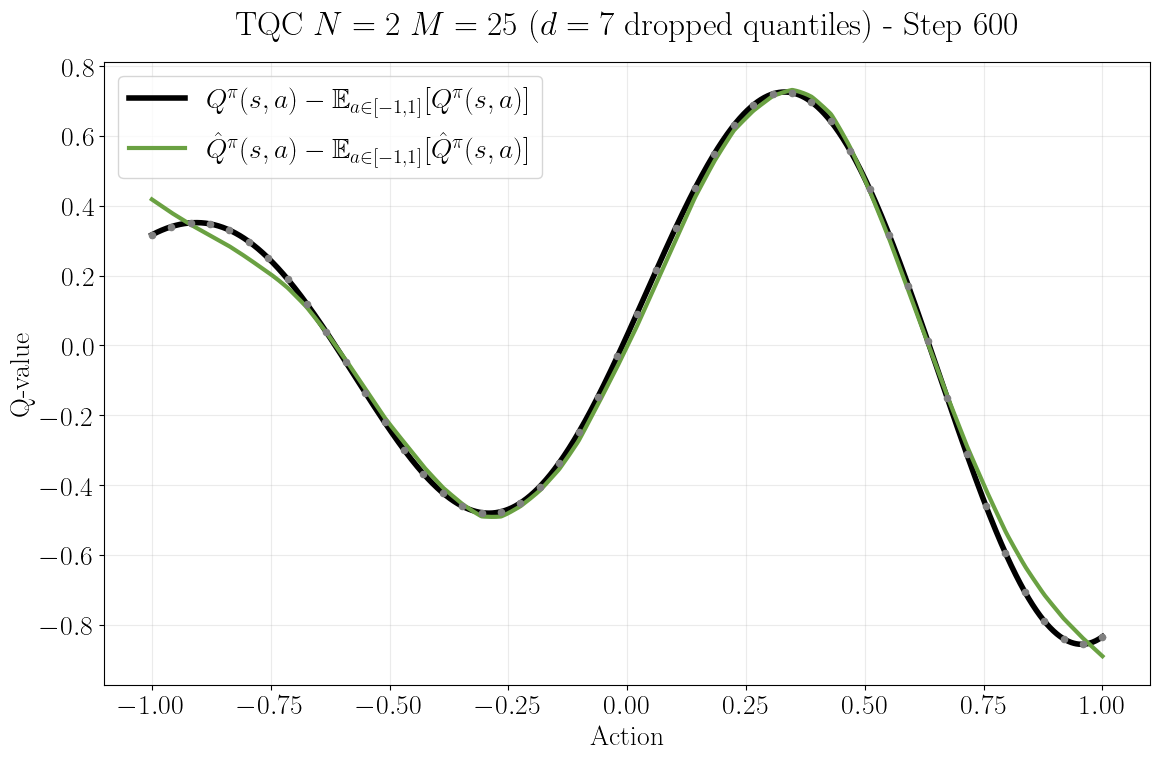 TQC N = 2 M = 25 (d = 7 dropped quantiles) - Step 600
Q^π(s, a) − 𝔼_{a∈[−1,1]}[Q^π(s, a)]
Q̂^π(s, a) − 𝔼_{a∈[−1,1]}[Q̂^π(s, a)]
0.8
0.6
0.4
0.2
0.0
−0.2
−0.4
−0.6
−0.8
Q-value
−1.00 −0.75 −0.50 −0.25 0.00 0.25 0.50 0.75 1.00
Action